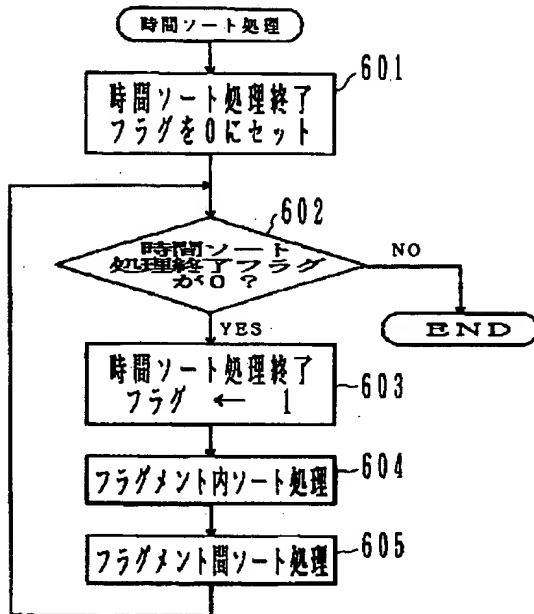 時間ソート処理
601
時間ソート処理終了
フラグを0にセット
602
時間ソート
処理終了フラグ
が0?
NO
END
YES
時間ソート処理終了
フラグ ← 1
603
フラグメント内ソート処理
604
フラグメント間ソート処理
605